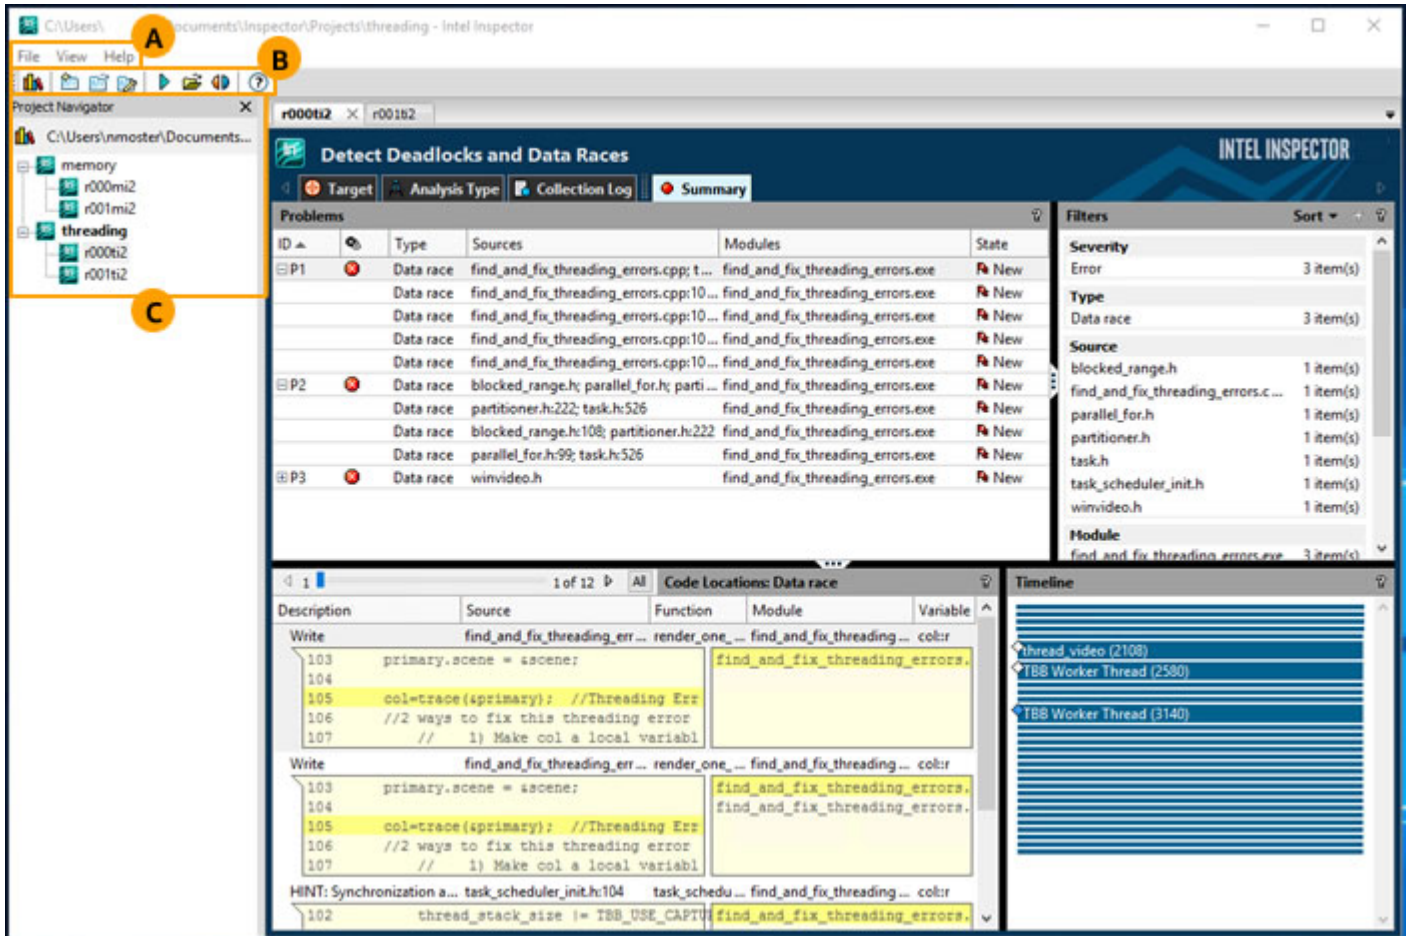 C:\Users\ ocuments\Inspector\Projects\threading - Intel Inspector
A
File View Help
B
Project Navigator
C:\Users\nmoster\Documents...
memory
r000mi2
r001mi2
threading
r000ti2
r001ti2
C
r000ti2 r001ti2
Detect Deadlocks and Data Races
INTEL INSPECTOR
Target Analysis Type Collection Log Summary
Problems
ID Type Sources Modules State
P1 Data race find_and_fix_threading_errors.cpp; t... find_and_fix_threading_errors.exe New
Data race find_and_fix_threading_errors.cpp:10... find_and_fix_threading_errors.exe New
Data race find_and_fix_threading_errors.cpp:10... find_and_fix_threading_errors.exe New
Data race find_and_fix_threading_errors.cpp:10... find_and_fix_threading_errors.exe New
Data race find_and_fix_threading_errors.cpp:10... find_and_fix_threading_errors.exe New
P2 Data race blocked_range.h; parallel_for.h; parti... find_and_fix_threading_errors.exe New
Data race partitioner.h:222; task.h:526 find_and_fix_threading_errors.exe New
Data race blocked_range.h:108; partitioner.h:222 find_and_fix_threading_errors.exe New
Data race parallel_for.h:99; task.h:526 find_and_fix_threading_errors.exe New
P3 Data race winvideo.h find_and_fix_threading_errors.exe New
Filters Sort
Severity
Error 3 item(s)
Type
Data race 3 item(s)
Source
blocked_range.h 1 item(s)
find_and_fix_threading_errors.c... 1 item(s)
parallel_for.h 1 item(s)
partitioner.h 1 item(s)
task.h 1 item(s)
task_scheduler_init.h 1 item(s)
winvideo.h 1 item(s)
Module
find_and_fix_threading_errors.exe 3 item(s)
1 1 of 12 All Code Locations: Data race
Description Source Function Module Variable
Write find_and_fix_threading_err... render_one_... find_and_fix_threading... col::r
103 primary.scene = &scene; find_and_fix_threading_errors.
104
105 col=trace(&primary); //Threading Err
106 //2 ways to fix this threading error
107 // 1) Make col a local variabl
Write find_and_fix_threading_err... render_one_... find_and_fix_threading... col::r
103 primary.scene = &scene; find_and_fix_threading_errors.
104 find_and_fix_threading_errors.
105 col=trace(&primary); //Threading Err
106 //2 ways to fix this threading error
107 // 1) Make col a local variabl
HINT: Synchronization a... task_scheduler_init.h:104 task_schedu... find_and_fix_threading... col::r
102 thread_stack_size |= TBB_USE_CAPTU find_and_fix_threading_errors.
Timeline
thread_video (2108)
TBB Worker Thread (2580)
TBB Worker Thread (3140)